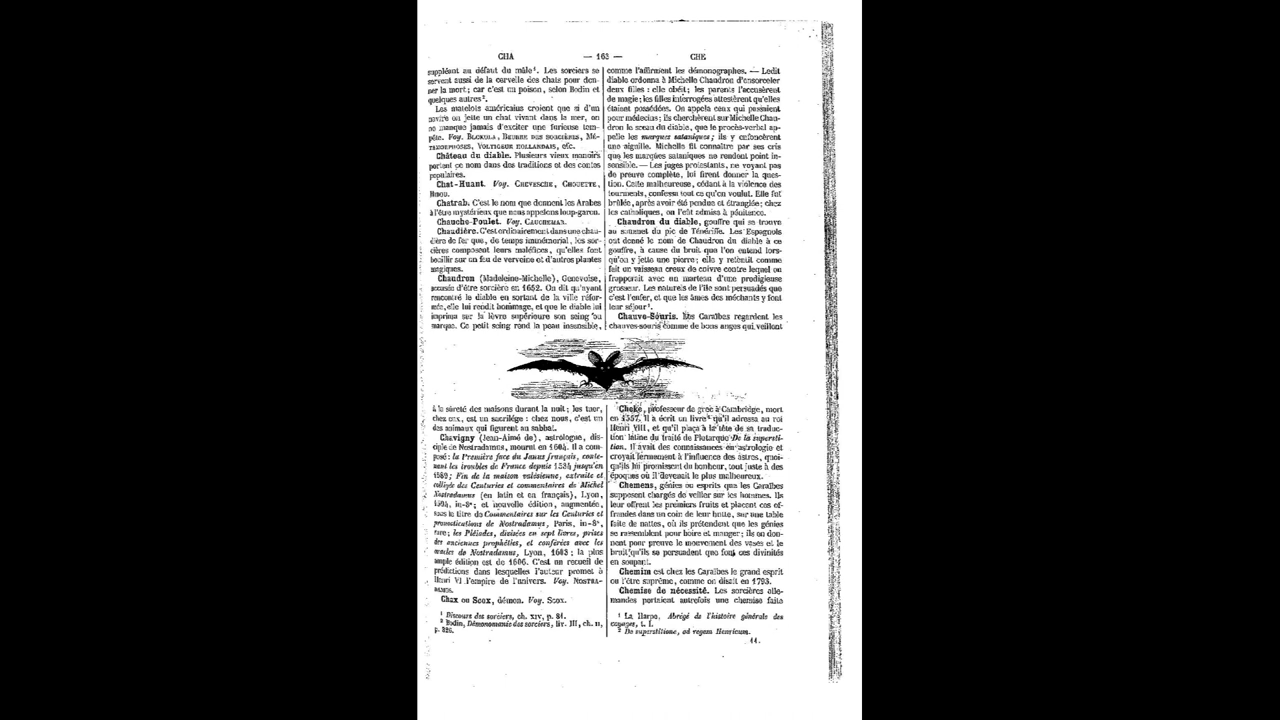 CHA — 163 — CHE
suppléant au défaut du mâle¹. Les sorciers se
servent aussi de la cervelle des chats pour don-
ner la mort; car c'est un poison, selon Bodin et
quelques autres².
Les matelots américains croient que si d'un
navire on jette un chat vivant dans la mer, on
ne manque jamais d'exciter une furieuse tem-
pête. Voy. BLOKULA, BEURRE DES SORCIÈRES, MÉ-
TAMORPHOSES, VOLTIGEUR HOLLANDAIS, etc.
Château du diable. Plusieurs vieux manoirs
portent ce nom dans des traditions et des contes
populaires.
Chat-Huant. Voy. CHEVESCHE, CHOUETTE,
HIBOU.
Chatrab. C'est le nom que donnent les Arabes
à l'être mystérieux que nous appelons loup-garou.
Chauche-Poulet. Voy. CAUCHEMAR.
Chaudière. C'est ordinairement dans une chau-
dière de fer que, de temps immémorial, les sor-
cières composent leurs maléfices, qu'elles font
bouillir sur un feu de verveine et d'autres plantes
magiques.
Chaudron (Madeleine-Michelle), Genevoise,
accusée d'être sorcière en 1652. On dit qu'ayant
rencontré le diable en sortant de la ville réfor-
mée, elle lui rendit hommage, et que le diable lui
imprima sur la lèvre supérieure son seing ou
marque. Ce petit seing rend la peau insensible,
comme l'affirment les démonographes. — Ledit
diable ordonna à Michelle Chaudron d'ensorceler
deux filles : elle obéit; les parents l'accusèrent
de magie; les filles interrogées attestèrent qu'elles
étaient possédées. On appela ceux qui passaient
pour médecins; ils cherchèrent sur Michelle Chau-
dron le sceau du diable, que le procès-verbal ap-
pelle les marques sataniques; ils y enfoncèrent
une aiguille. Michelle fit connaître par ses cris
que les marques sataniques ne rendent point in-
sensible. — Les juges protestants, ne voyant pas
de preuve complète, lui firent donner la ques-
tion. Cette malheureuse, cédant à la violence des
tourments, confessa tout ce qu'on voulut. Elle fut
brûlée, après avoir été pendue et étranglée; chez
les catholiques, on l'eût admise à pénitence.
Chaudron du diable, gouffre qui se trouve
au sommet du pic de Ténériffe. Les Espagnols
ont donné le nom de Chaudron du diable à ce
gouffre, à cause du bruit que l'on entend lors-
qu'on y jette une pierre; elle y retentit comme
fait un vaisseau creux de cuivre contre lequel on
frapperait avec un marteau d'une prodigieuse
grosseur. Les naturels de l'île sont persuadés que
c'est l'enfer, et que les âmes des méchants y font
leur séjour¹.
Chauve-Souris. Les Caraïbes regardent les
chauves-souris comme de bons anges qui veillent
à la sûreté des maisons durant la nuit; les tuer,
chez eux, est un sacrilége : chez nous, c'est un
des animaux qui figurent au sabbat.
Chavigny (Jean-Aimé de), astrologue, dis-
ciple de Nostradamus, mourut en 1604. Il a com-
posé : la Première face du Janus français, conte-
nant les troubles de France depuis 1534 jusqu'en
1589; Fin de la maison valésienne, extraite et
colligée des Centuries et commentaires de Michel
Nostradamus (en latin et en français), Lyon,
1594, in-8°; et nouvelle édition, augmentée,
sous le titre de Commentaires sur les Centuries et
pronostications de Nostradamus, Paris, in-8°,
rare; les Pléiades, divisées en sept livres, prises
des anciennes prophéties, et conférées avec les
oracles de Nostradamus, Lyon, 1603; la plus
ample édition est de 1606. C'est un recueil de
prédictions dans lesquelles l'auteur promet à
Henri VI l'empire de l'univers. Voy. NOSTRA-
DAMUS.
Chax ou Scox, démon. Voy. SCOX.
¹ Discours des sorciers, ch. XIV, p. 81.
² Bodin, Démonomanie des sorciers, liv. III, ch. II,
p. 326.
Cheke, professeur de grec à Cambridge, mort
en 1557. Il a écrit un livre² qu'il adressa au roi
Henri VIII, et qu'il plaça à la tête de sa traduc-
tion latine du traité de Plutarque De la supersti-
tion. Il avait des connaissances en astrologie et
croyait fermement à l'influence des astres, quoi-
qu'ils lui promissent du bonheur, tout juste à des
époques où il devenait le plus malheureux.
Chemens, génies ou esprits que les Caraïbes
supposent chargés de veiller sur les hommes. Ils
leur offrent les premiers fruits et placent ces of-
frandes dans un coin de leur hutte, sur une table
faite de nattes, où ils prétendent que les génies
se rassemblent pour boire et manger; ils en don-
nent pour preuve le mouvement des vases et le
bruit qu'ils se persuadent que font ces divinités
en soupant.
Chemim est chez les Caraïbes le grand esprit
ou l'être suprême, comme on disait en 1793.
Chemise de nécessité. Les sorcières alle-
mandes portaient autrefois une chemise faite
¹ La Harpe, Abrégé de l'histoire générale des
voyages, t. I.
² De superstitione, ad regem Henricum.
11.